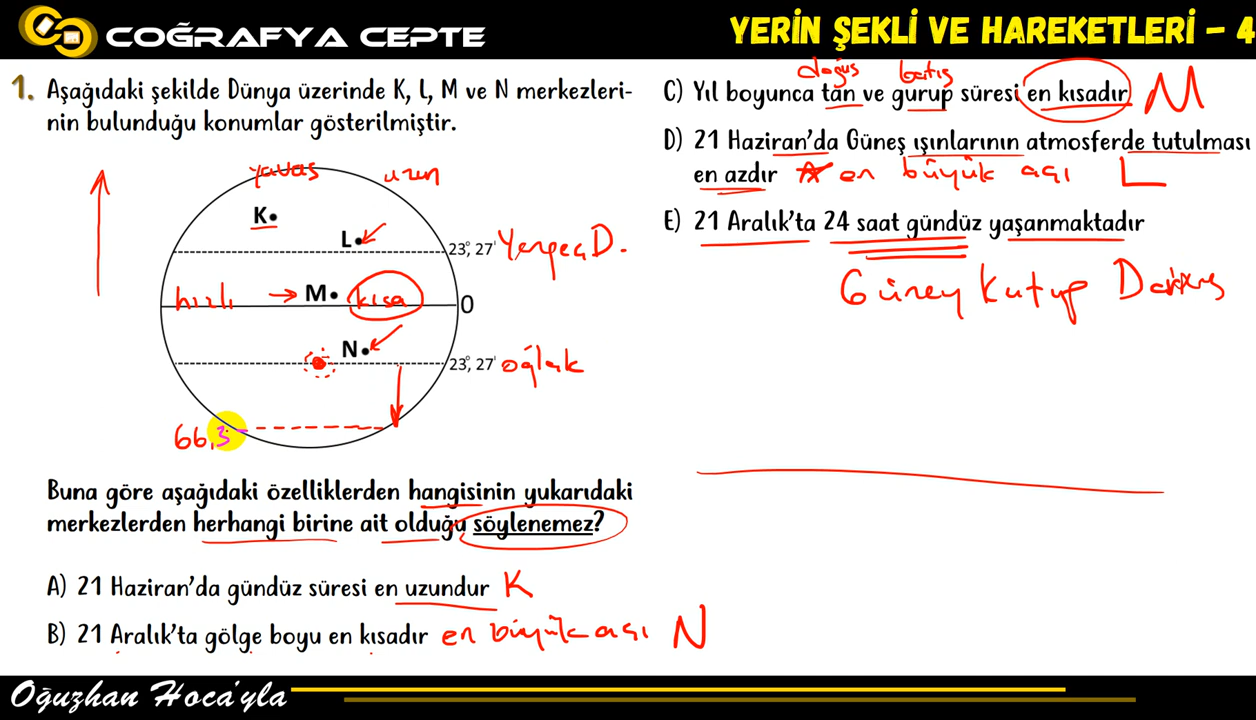 COĞRAFYA CEPTE
YERİN ŞEKLİ VE HAREKETLERİ - 4
1. Aşağıdaki şekilde Dünya üzerinde K, L, M ve N merkezleri-
nin bulunduğu konumlar gösterilmiştir.
yavaş uzun
K
L
23° 27' Yengeç D.
hızlı M kısa 0
N
23° 27' oğlak
66,3
Buna göre aşağıdaki özelliklerden hangisinin yukarıdaki
merkezlerden herhangi birine ait olduğu söylenemez?
A) 21 Haziran'da gündüz süresi en uzundur K
B) 21 Aralık'ta gölge boyu en kısadır en büyük açı N
doğuş batış
C) Yıl boyunca tan ve gurup süresi en kısadır M
D) 21 Haziran'da Güneş ışınlarının atmosferde tutulması
en azdır en büyük açı L
E) 21 Aralık'ta 24 saat gündüz yaşanmaktadır
Güney Kutup
Oğuzhan Hoca'yla